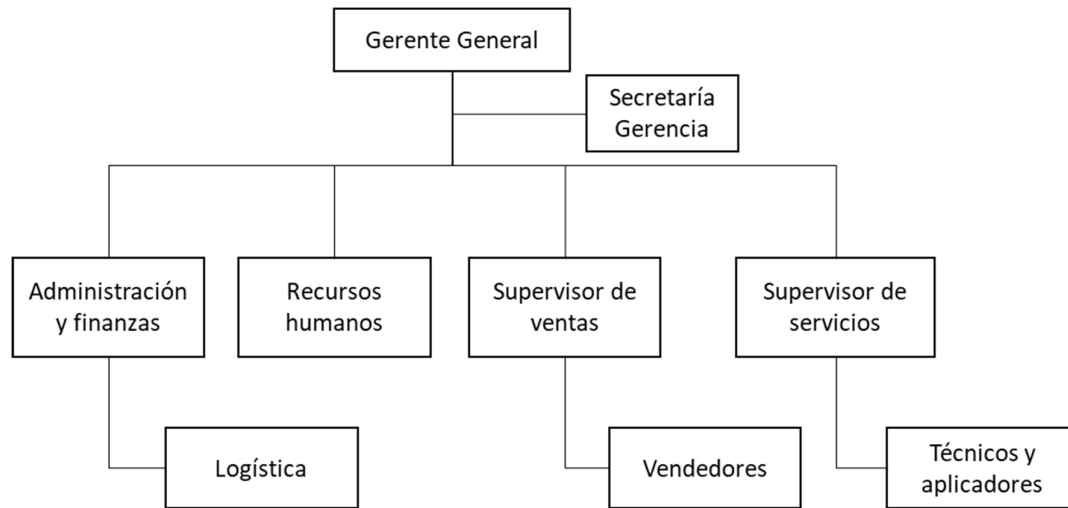 Gerente General
Secretaría
Gerencia
Administración
y finanzas
Recursos
humanos
Supervisor de
ventas
Supervisor de
servicios
Logística
Vendedores
Técnicos y
aplicadores